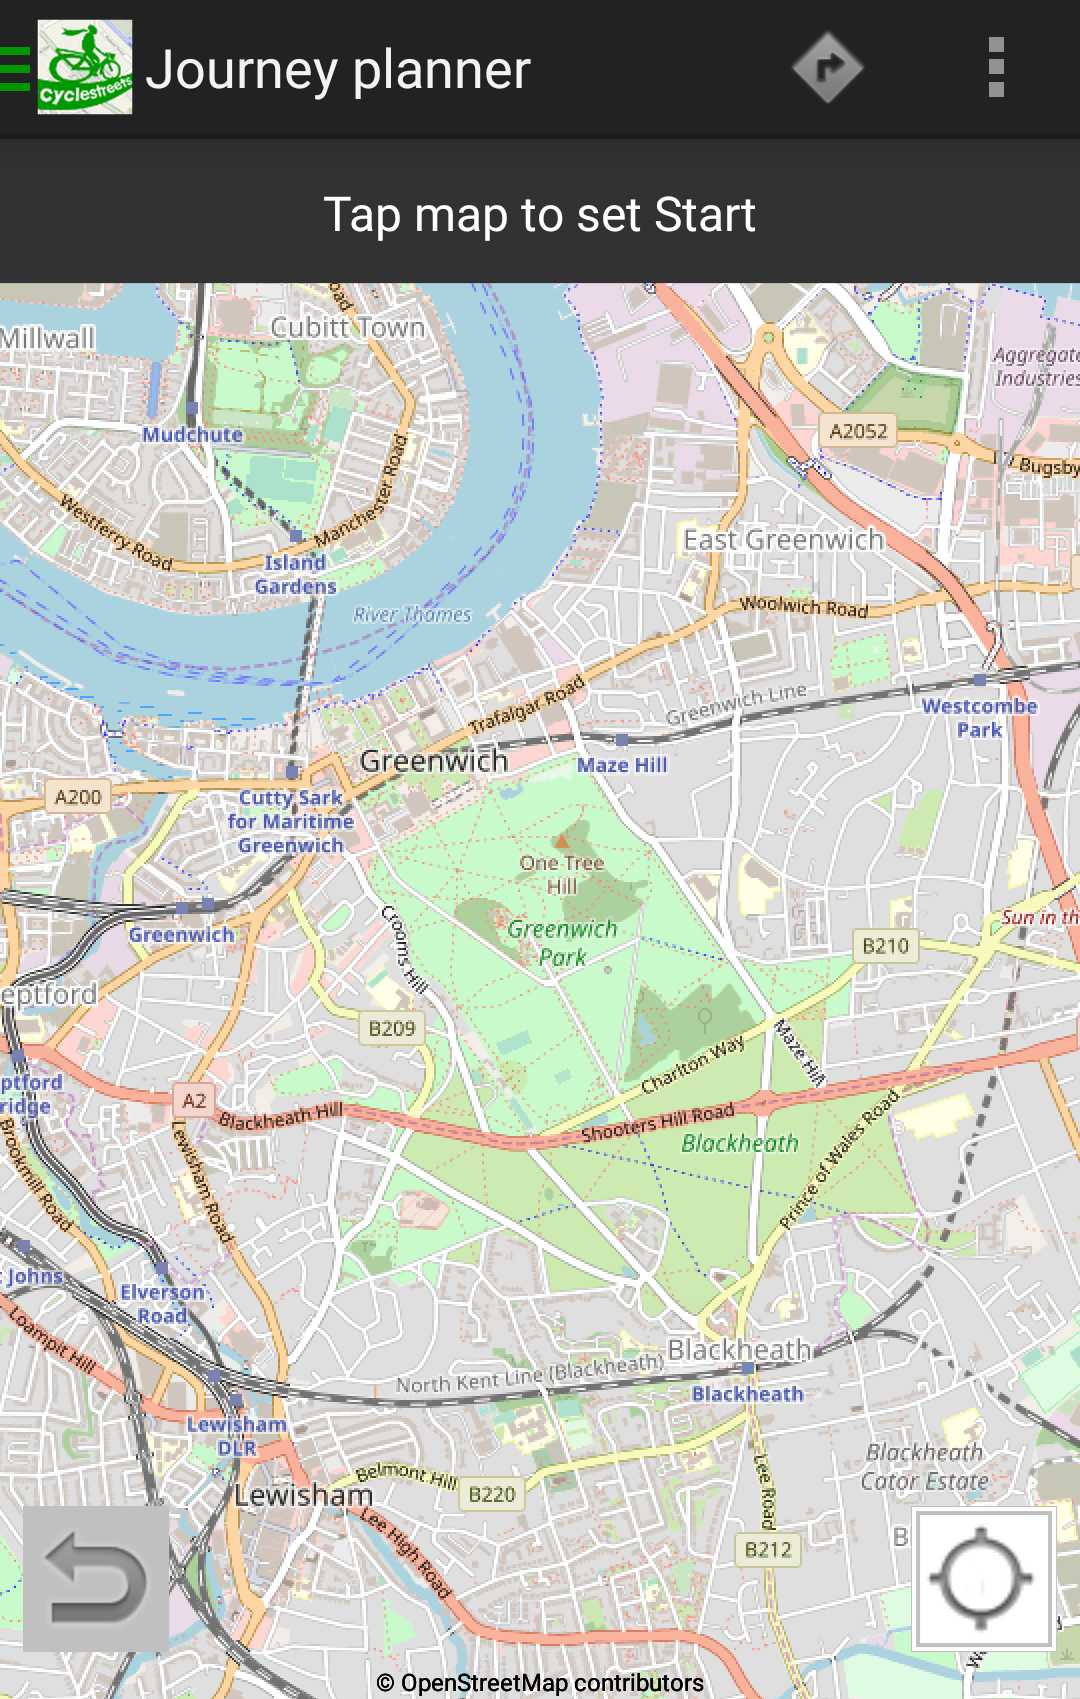 Cyclestreets
Journey planner
Tap map to set Start
Millwall
Cubitt Town
Aggregate
Industries
Mudchute
A2052
Bugsby
Westferry Road
Manchester Road
Island
Gardens
East Greenwich
River Thames
Woolwich Road
Trafalgar Road
Greenwich Line
Westcombe
Park
Greenwich
Maze Hill
A200
Cutty Sark
for Maritime
Greenwich
One Tree
Hill
Greenwich
Crooms Hill
Greenwich
Park
Sun in th
B210
eptford
B209
Charlton Way
Maze Hill
ptford
ridge
A2
Blackheath Hill
Shooters Hill Road
Blackheath
Prince of Wales Road
Brookmill Road
Lewisham Road
t Johns
Elverson
Road
Loampit Hill
Blackheath
North Kent Line (Blackheath)
Blackheath
Lewisham
DLR
Belmont Hill
Blackheath
Cator Estate
Lewisham
B220
Lee Road
Lee High Road
B212
B
© OpenStreetMap contributors